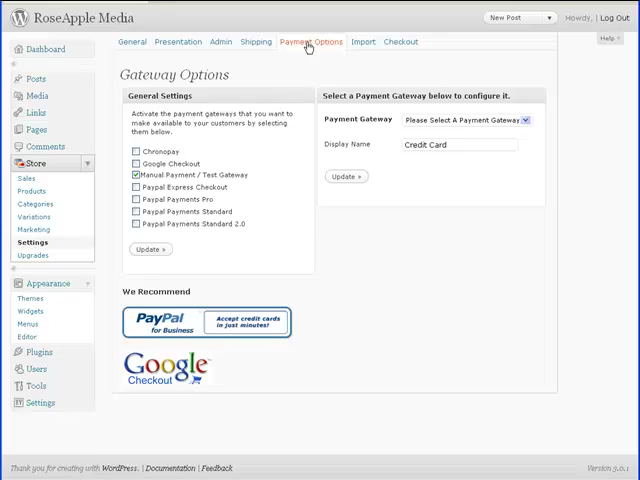 RoseApple Media
New Post
Howdy, | Log Out
Dashboard
General Presentation Admin Shipping Payment Options Import Checkout
Help
Gateway Options
Posts
Media
Links
Pages
Comments
Store
Sales
Products
Categories
Variations
Marketing
Settings
Upgrades
Appearance
Themes
Widgets
Menus
Editor
Plugins
Users
Tools
Settings
General Settings
Activate the payment gateways that you want to
make available to your customers by selecting
them below.
Chronopay
Google Checkout
Manual Payment / Test Gateway
Paypal Express Checkout
Paypal Payments Pro
Paypal Payments Standard
Paypal Payments Standard 2.0
Update »
Select a Payment Gateway below to configure it.
Payment Gateway Please Select A Payment Gateway
Display Name Credit Card
Update »
We Recommend
PayPal
for Business
Accept credit cards
in just minutes!
Google
Checkout
Thank you for creating with WordPress. | Documentation | Feedback
Version 3.0.1